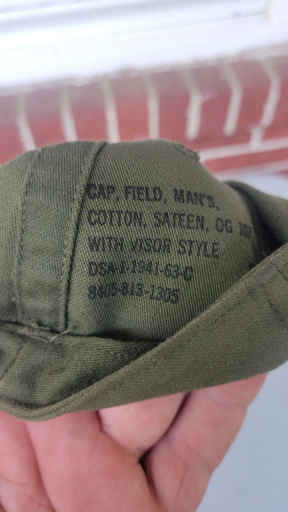 CAP, FIELD, MAN'S,
COTTON, SATEEN, OG
WITH VISOR STYLE
DSA-1-1941-63-C
8405-813-1305